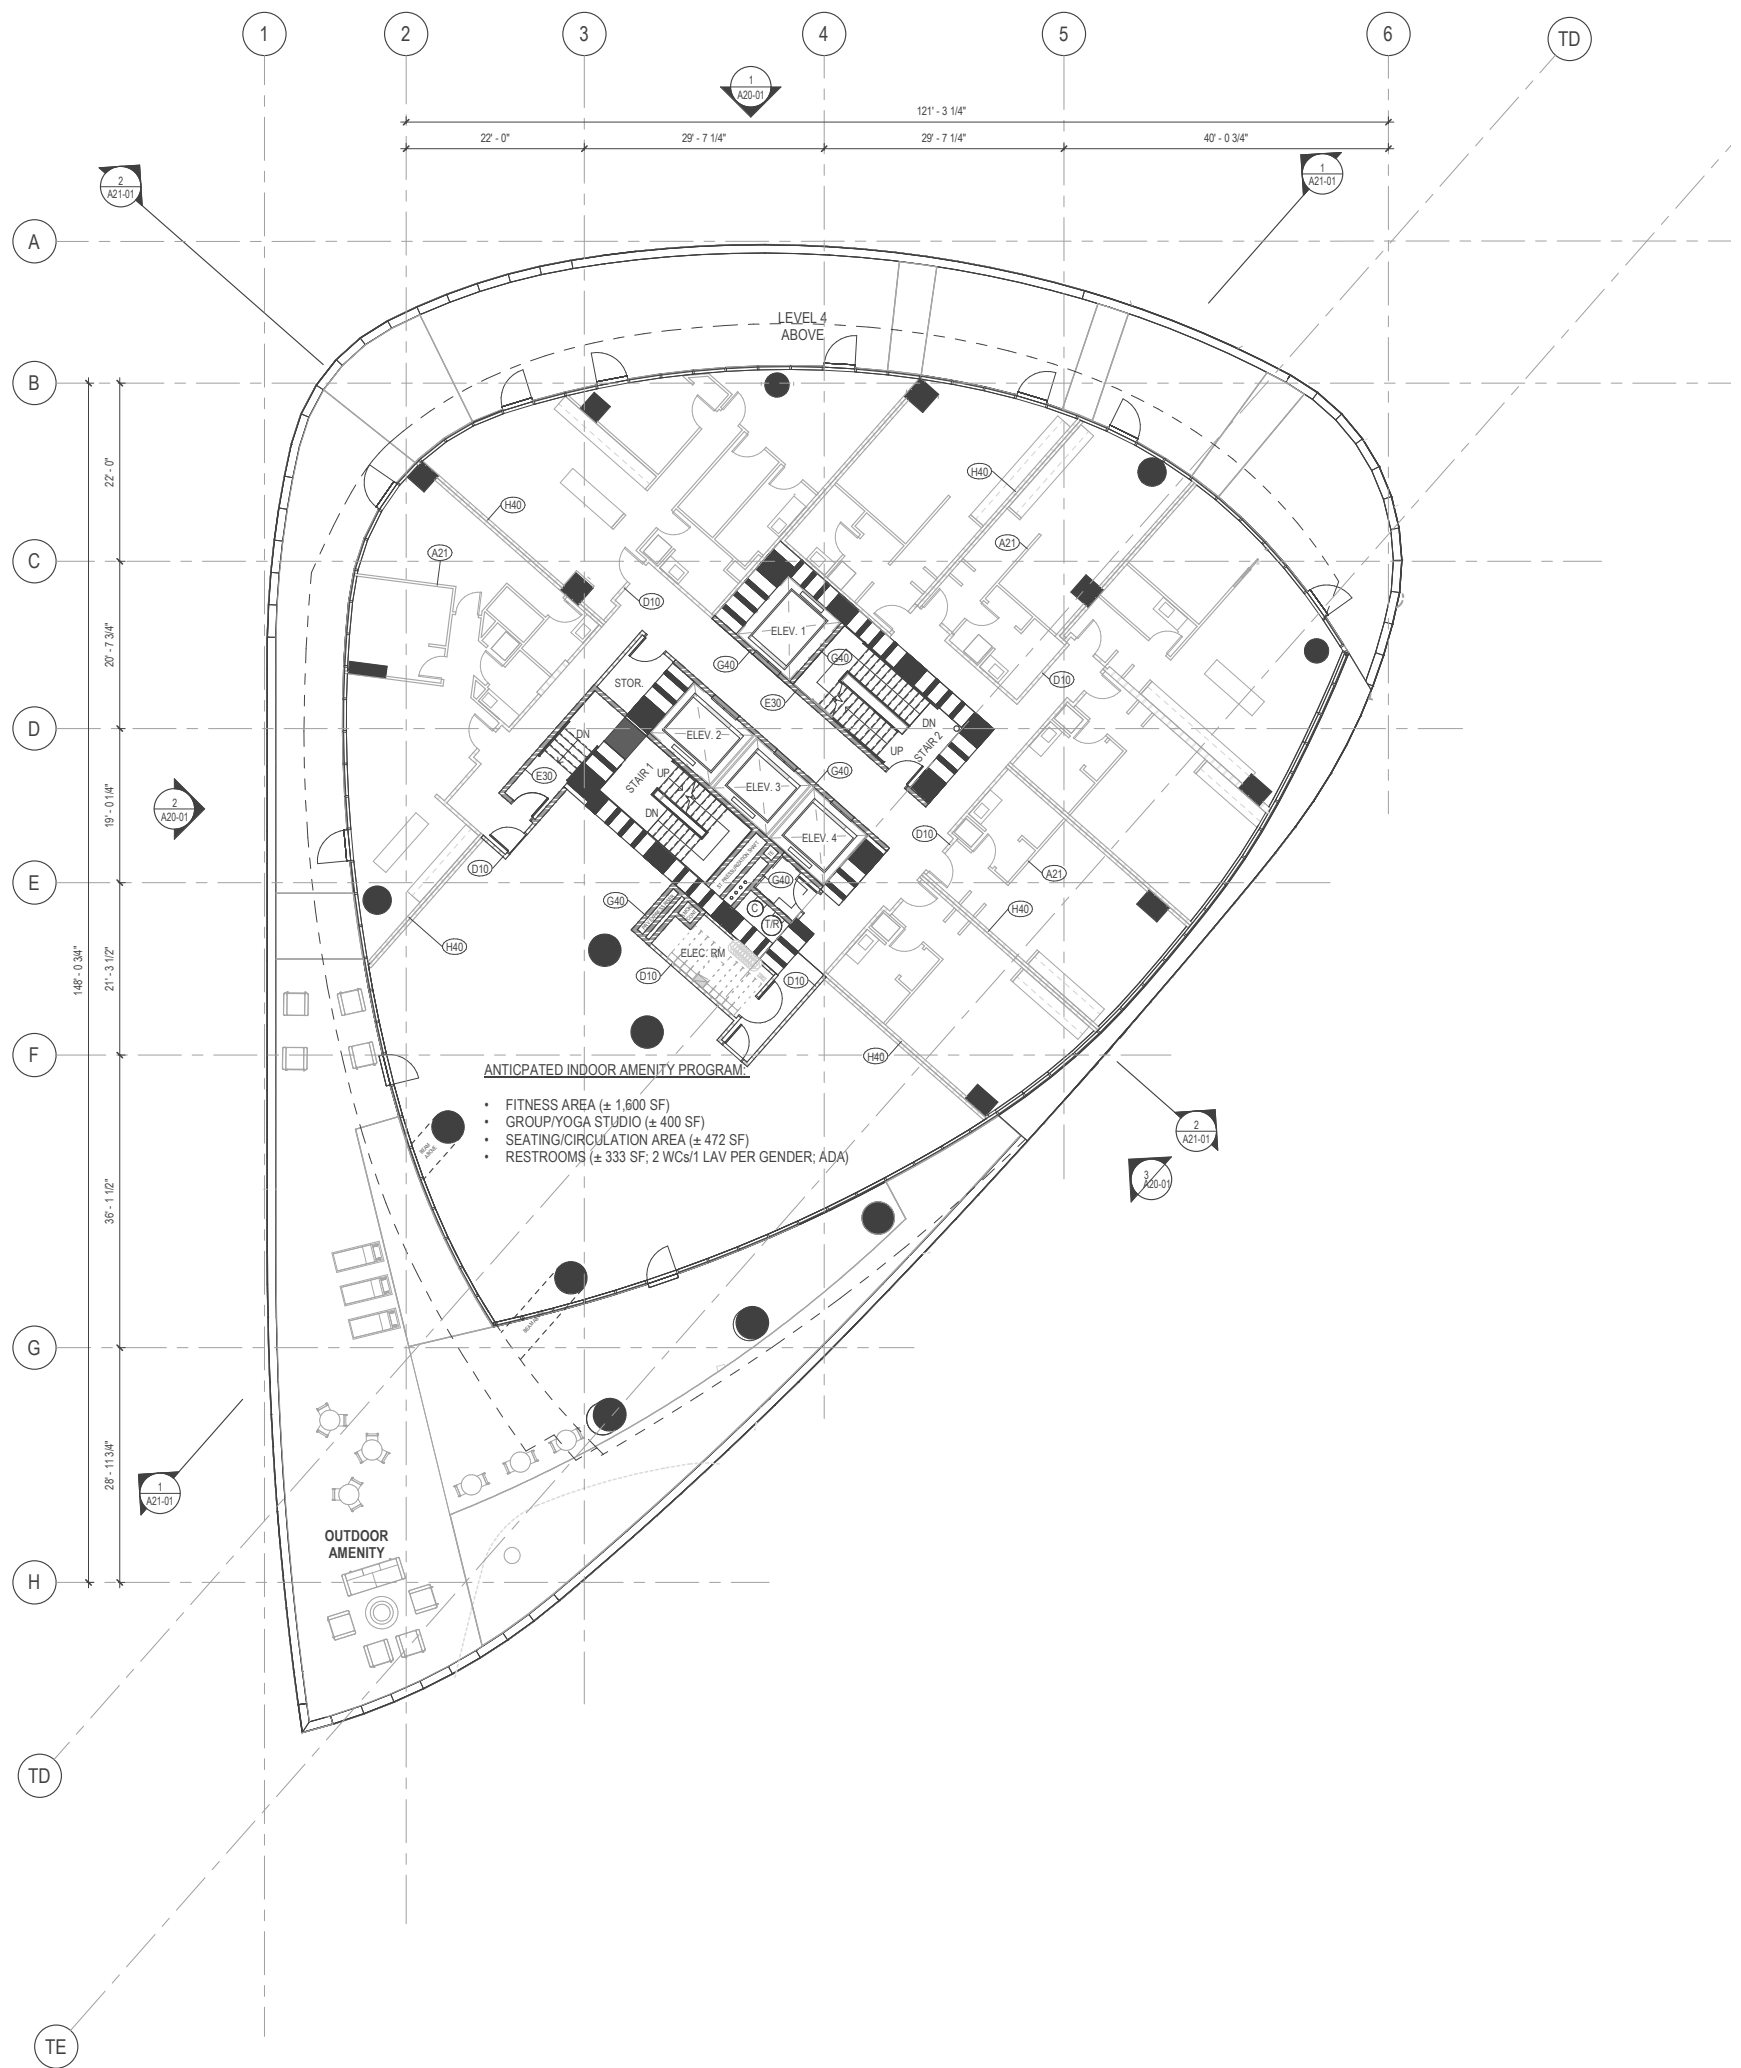 1
2
3
4
5
6
TD
1
A20-01
121' - 3 1/4"
22' - 0"
29' - 7 1/4"
29' - 7 1/4"
40' - 0 3/4"
2
A21-01
1
A21-01
A
LEVEL 4
ABOVE
B
22' - 0"
H40
H40
A21
A21
C
D10
ELEV. 1
20' - 7 3/4"
G40
G40
STOR.
D10
E30
D
DN
ELEV. 2
DN
UP
STAIR 2
E30
STAIR 1
UP
G40
ELEV. 3
19' - 0 1/4"
2
A20-01
DN
ELEV. 4
D10
D10
ST. PRESSURIZATION SHAFT
G40
A21
E
G40
C
T/R
H40
H40
ELEC. RM
D10
D10
148' - 0 3/4"
21' - 3 1/2"
F
H40
ANTICPATED INDOOR AMENITY PROGRAM:
• FITNESS AREA (± 1,600 SF)
• GROUP/YOGA STUDIO (± 400 SF)
• SEATING/CIRCULATION AREA (± 472 SF)
• RESTROOMS (± 333 SF; 2 WCs/1 LAV PER GENDER; ADA)
BEAM
ABOVE
2
A21-01
3
A20-01
36' - 1 1/2"
G
28' - 11 3/4"
1
A21-01
OUTDOOR
AMENITY
H
TD
TE